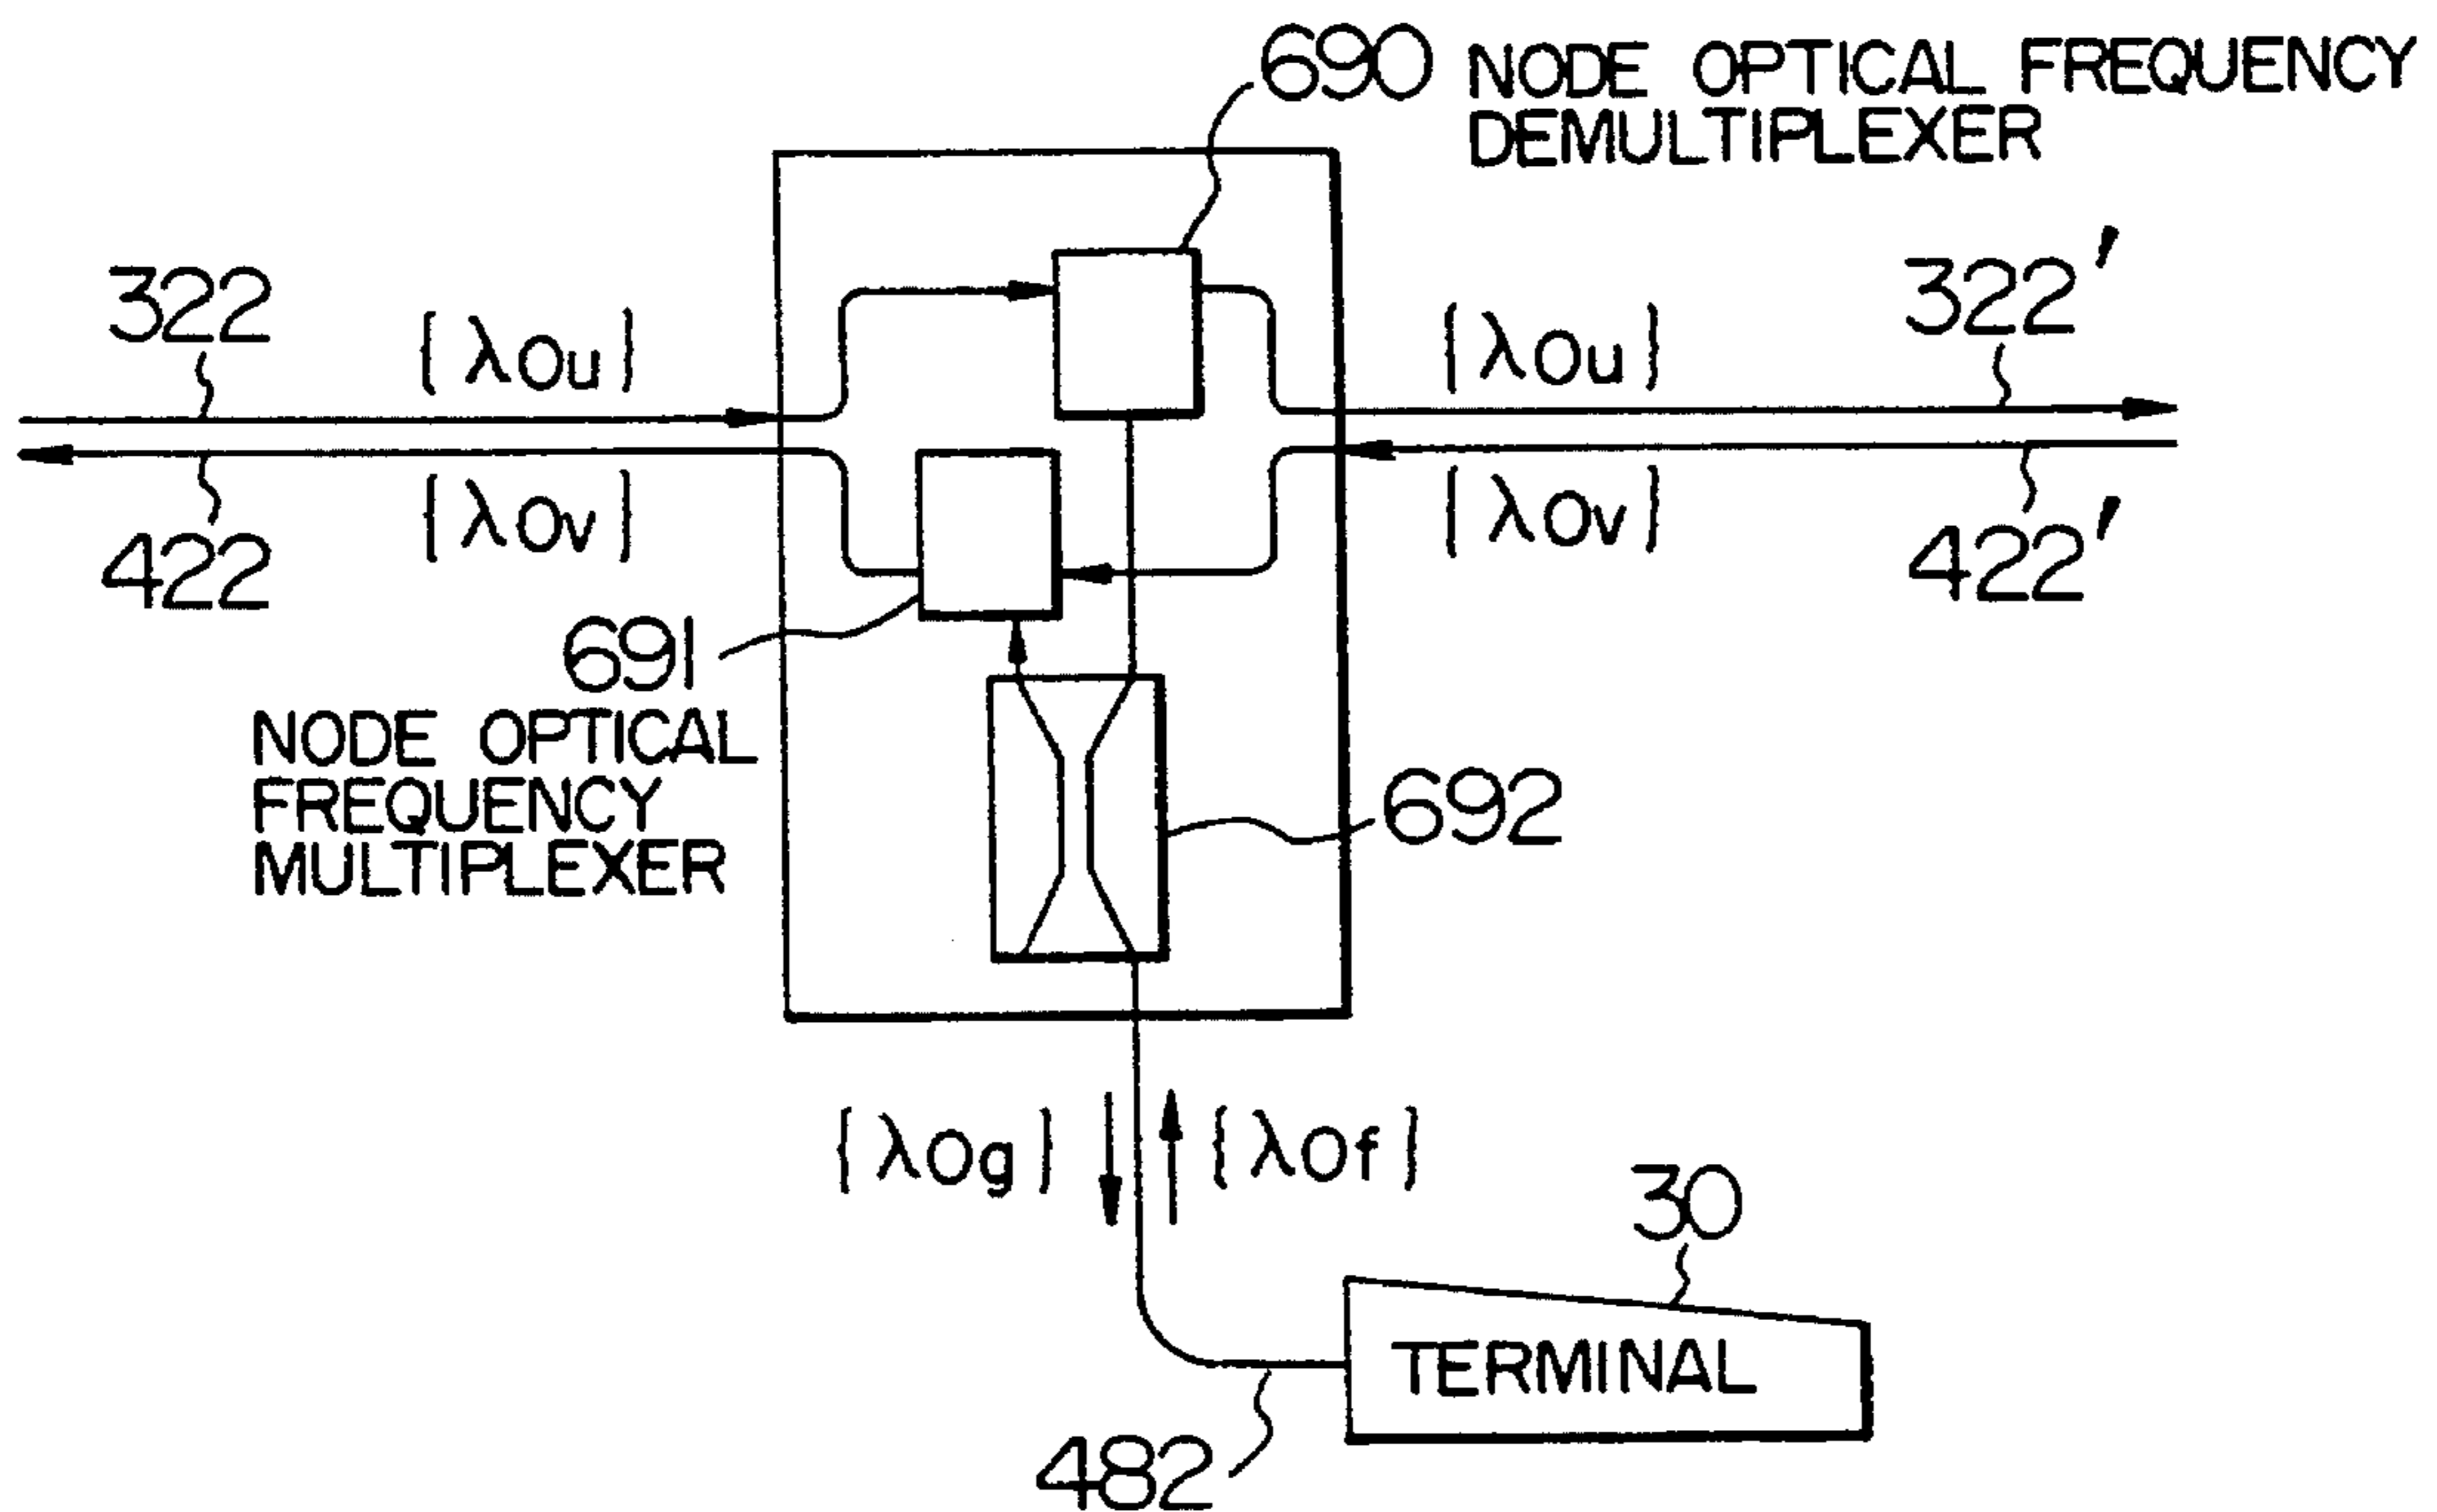 690 NODE OPTICAL FREQUENCY
DEMULTIPLEXER
322
{λ0u}
{λ0u}
322'
422
{λ0v}
{λ0v}
422'
691
NODE OPTICAL
FREQUENCY
MULTIPLEXER
692
{λ0g}
{λ0f}
30
TERMINAL
482